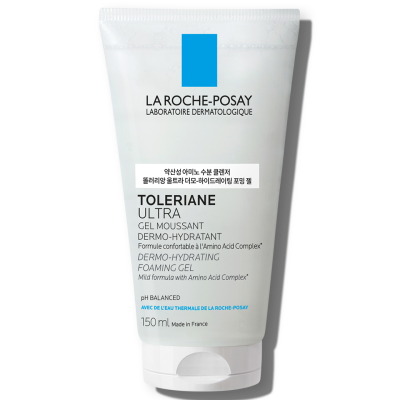 LA ROCHE-POSAY
LABORATOIRE DERMATOLOGIQUE
약산성 아미노 수분 클렌저
똘러리앙 울트라 더모-하이드레이팅 포밍 젤
TOLERIANE
ULTRA
GEL MOUSSANT
DERMO-HYDRATANT
Formule confortable à l'Amino Acid Complex*
DERMO-HYDRATING
FOAMING GEL
Mild formula with Amino Acid Complex*
pH BALANCED
AVEC DE L'EAU THERMALE DE LA ROCHE-POSAY
150 ml Made in France